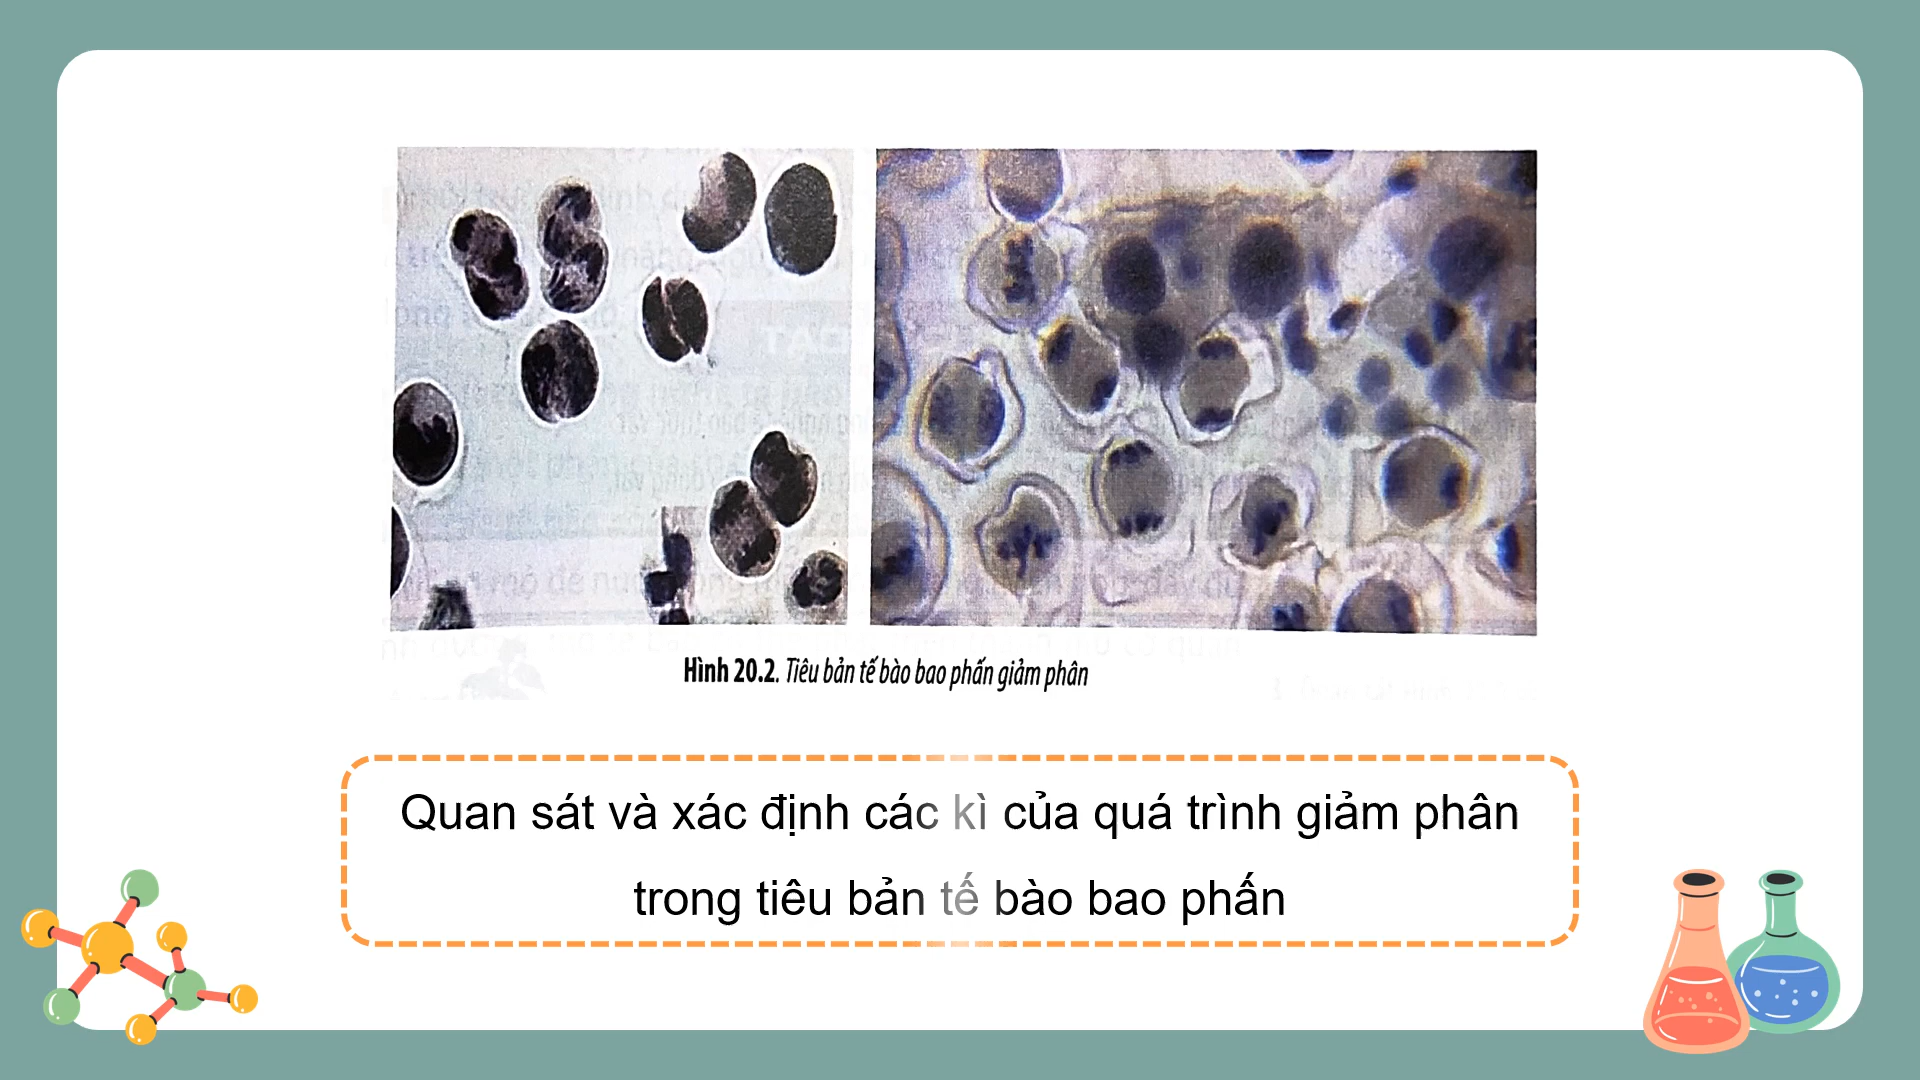 Hình 20.2. Tiêu bản tế bào bao phấn giảm phân
Quan sát và xác định các kì của quá trình giảm phân
trong tiêu bản tế bào bao phấn